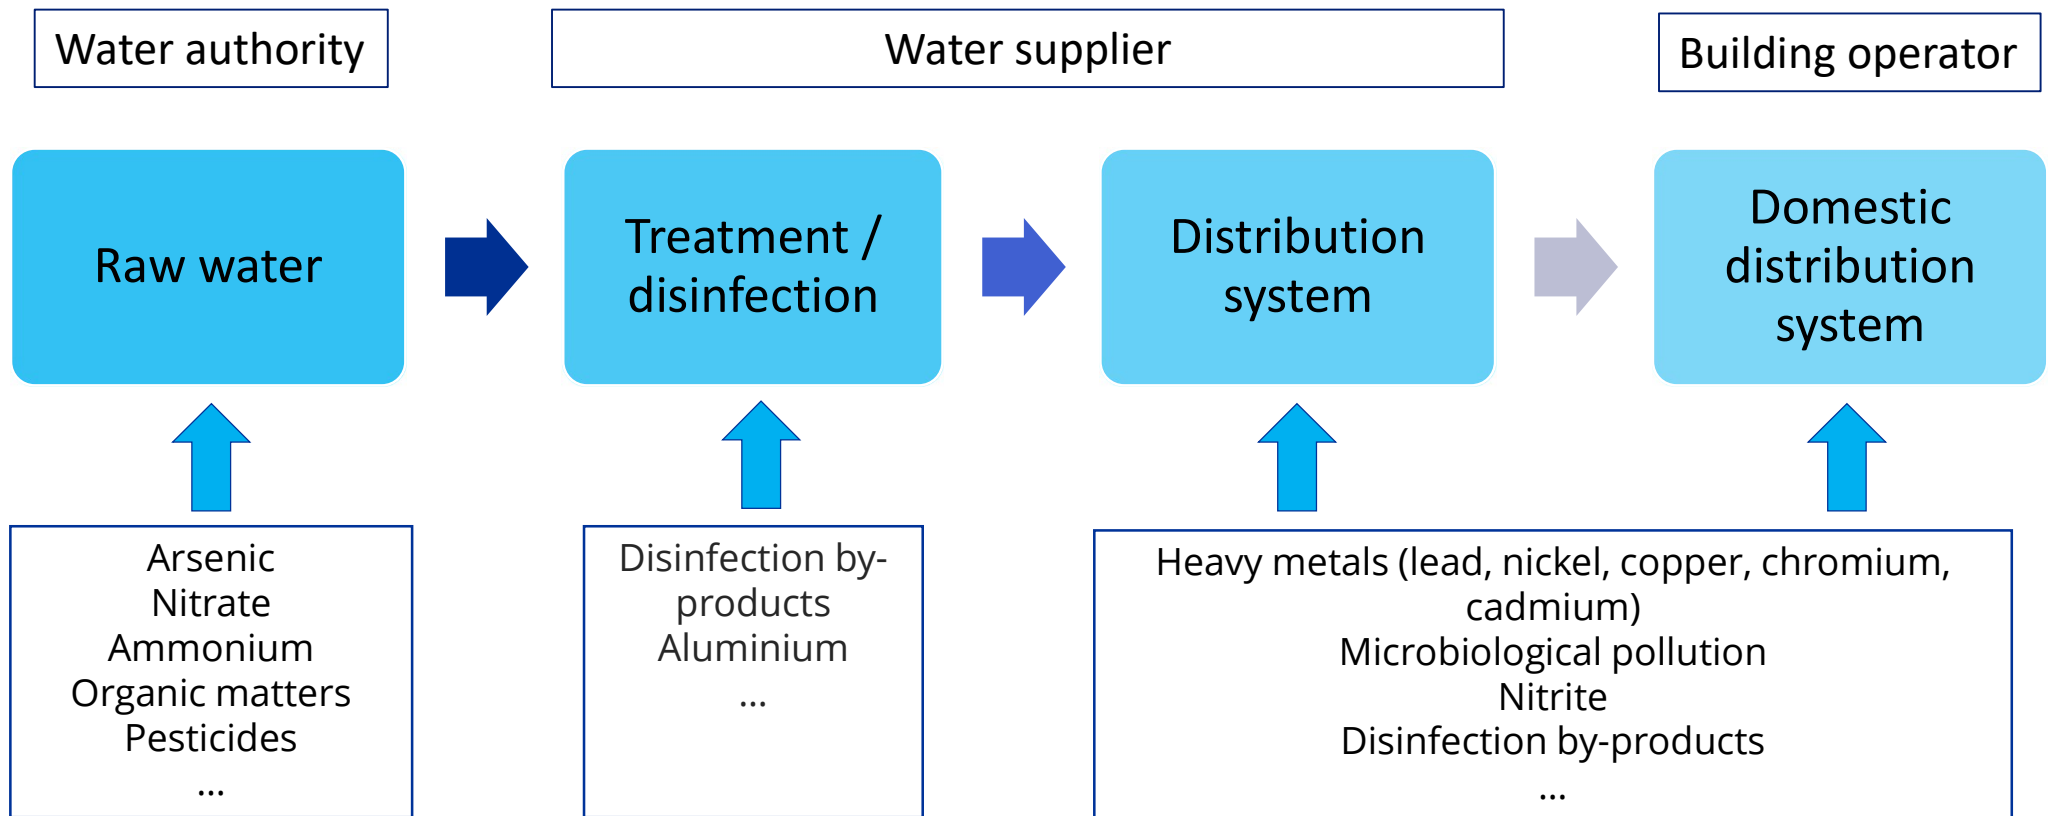 Water authority
Water supplier
Building operator
Raw water
Treatment /
disinfection
Distribution
system
Domestic
distribution
system
Arsenic
Nitrate
Ammonium
Organic matters
Pesticides
...
Disinfection by-
products
Aluminium
...
Heavy metals (lead, nickel, copper, chromium,
cadmium)
Microbiological pollution
Nitrite
Disinfection by-products
...